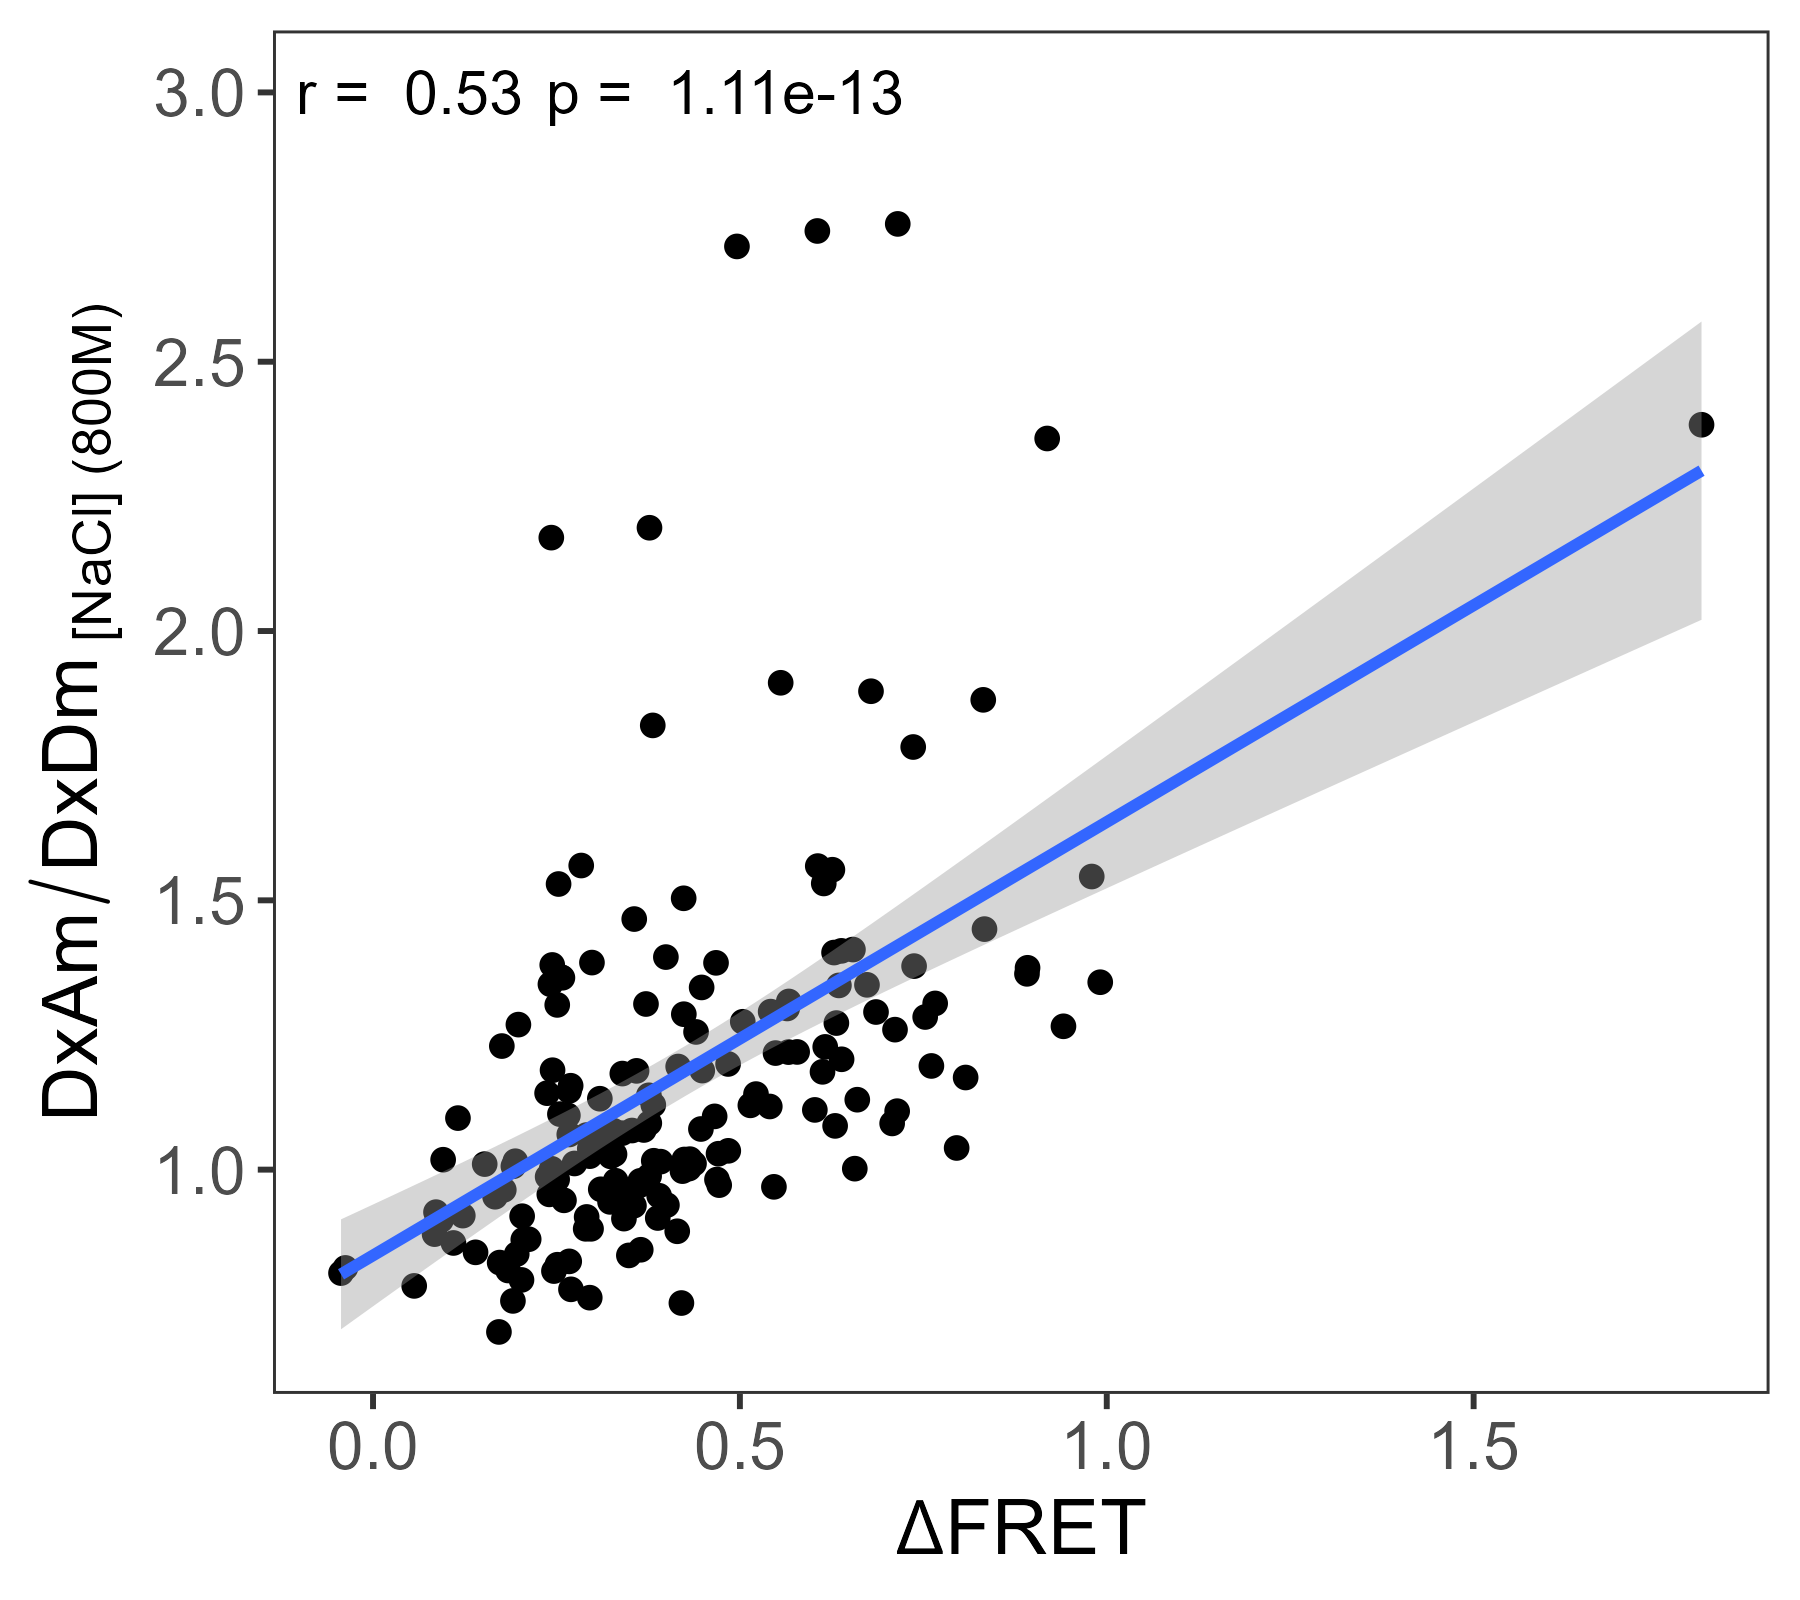 r = 0.53 p = 1.11e-13
3.0
2.5
2.0
1.5
1.0
DxAm/DxDm [NaCl] (800M)
0.0 0.5 1.0 1.5
ΔFRET